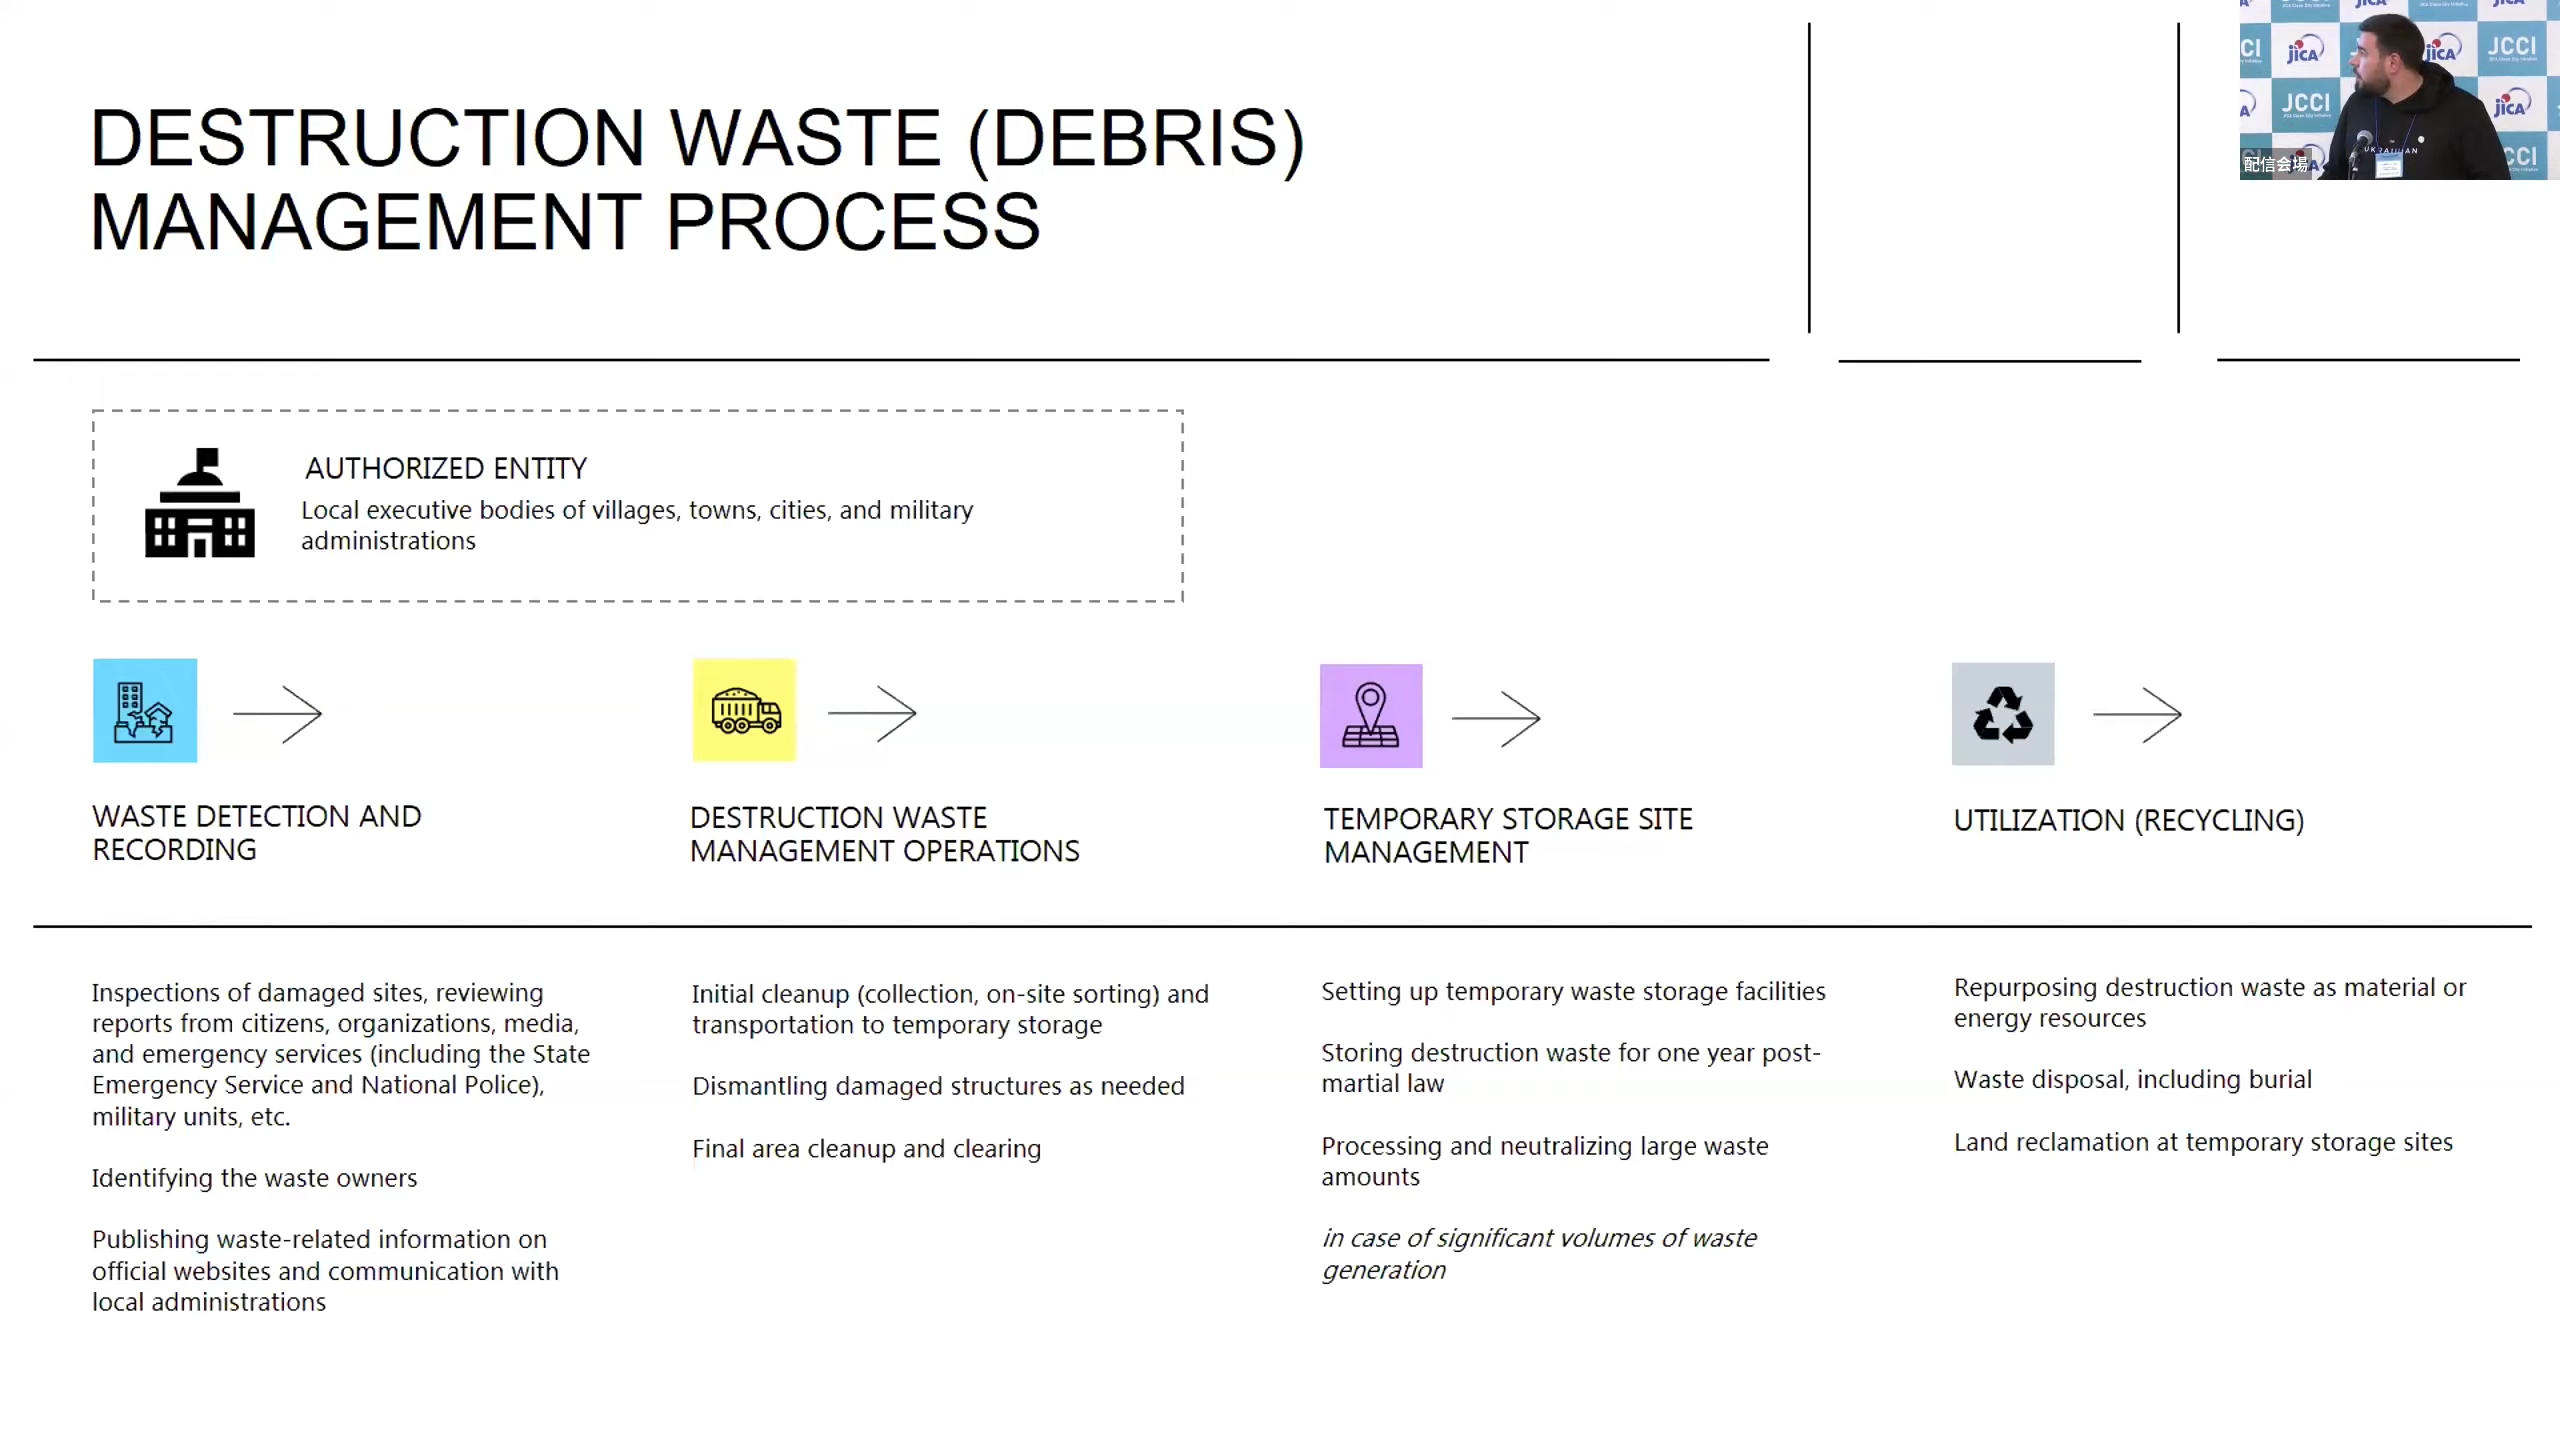 DESTRUCTION WASTE (DEBRIS)
MANAGEMENT PROCESS
JICA
JCCI
JCCI
JICA
配信会場
AUTHORIZED ENTITY
Local executive bodies of villages, towns, cities, and military
administrations
WASTE DETECTION AND
RECORDING
Inspections of damaged sites, reviewing
reports from citizens, organizations, media,
and emergency services (including the State
Emergency Service and National Police),
military units, etc.
Identifying the waste owners
Publishing waste-related information on
official websites and communication with
local administrations
DESTRUCTION WASTE
MANAGEMENT OPERATIONS
Initial cleanup (collection, on-site sorting) and
transportation to temporary storage
Dismantling damaged structures as needed
Final area cleanup and clearing
TEMPORARY STORAGE SITE
MANAGEMENT
Setting up temporary waste storage facilities
Storing destruction waste for one year post-
martial law
Processing and neutralizing large waste
amounts
in case of significant volumes of waste
generation
UTILIZATION (RECYCLING)
Repurposing destruction waste as material or
energy resources
Waste disposal, including burial
Land reclamation at temporary storage sites